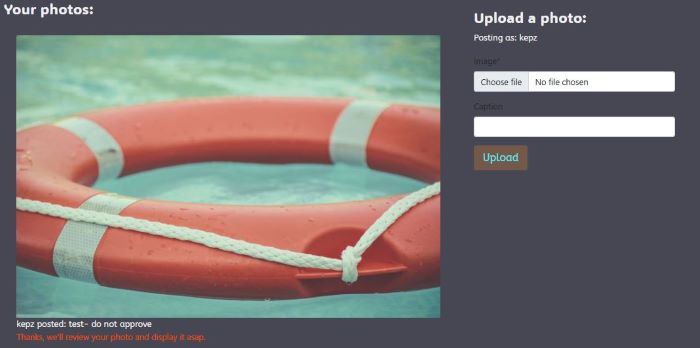 Your photos:
kepz posted: test- do not approve
Thanks, we'll review your photo and display it asap.
Upload a photo:
Posting as: kepz
Image*
Choose file No file chosen
Caption
Upload